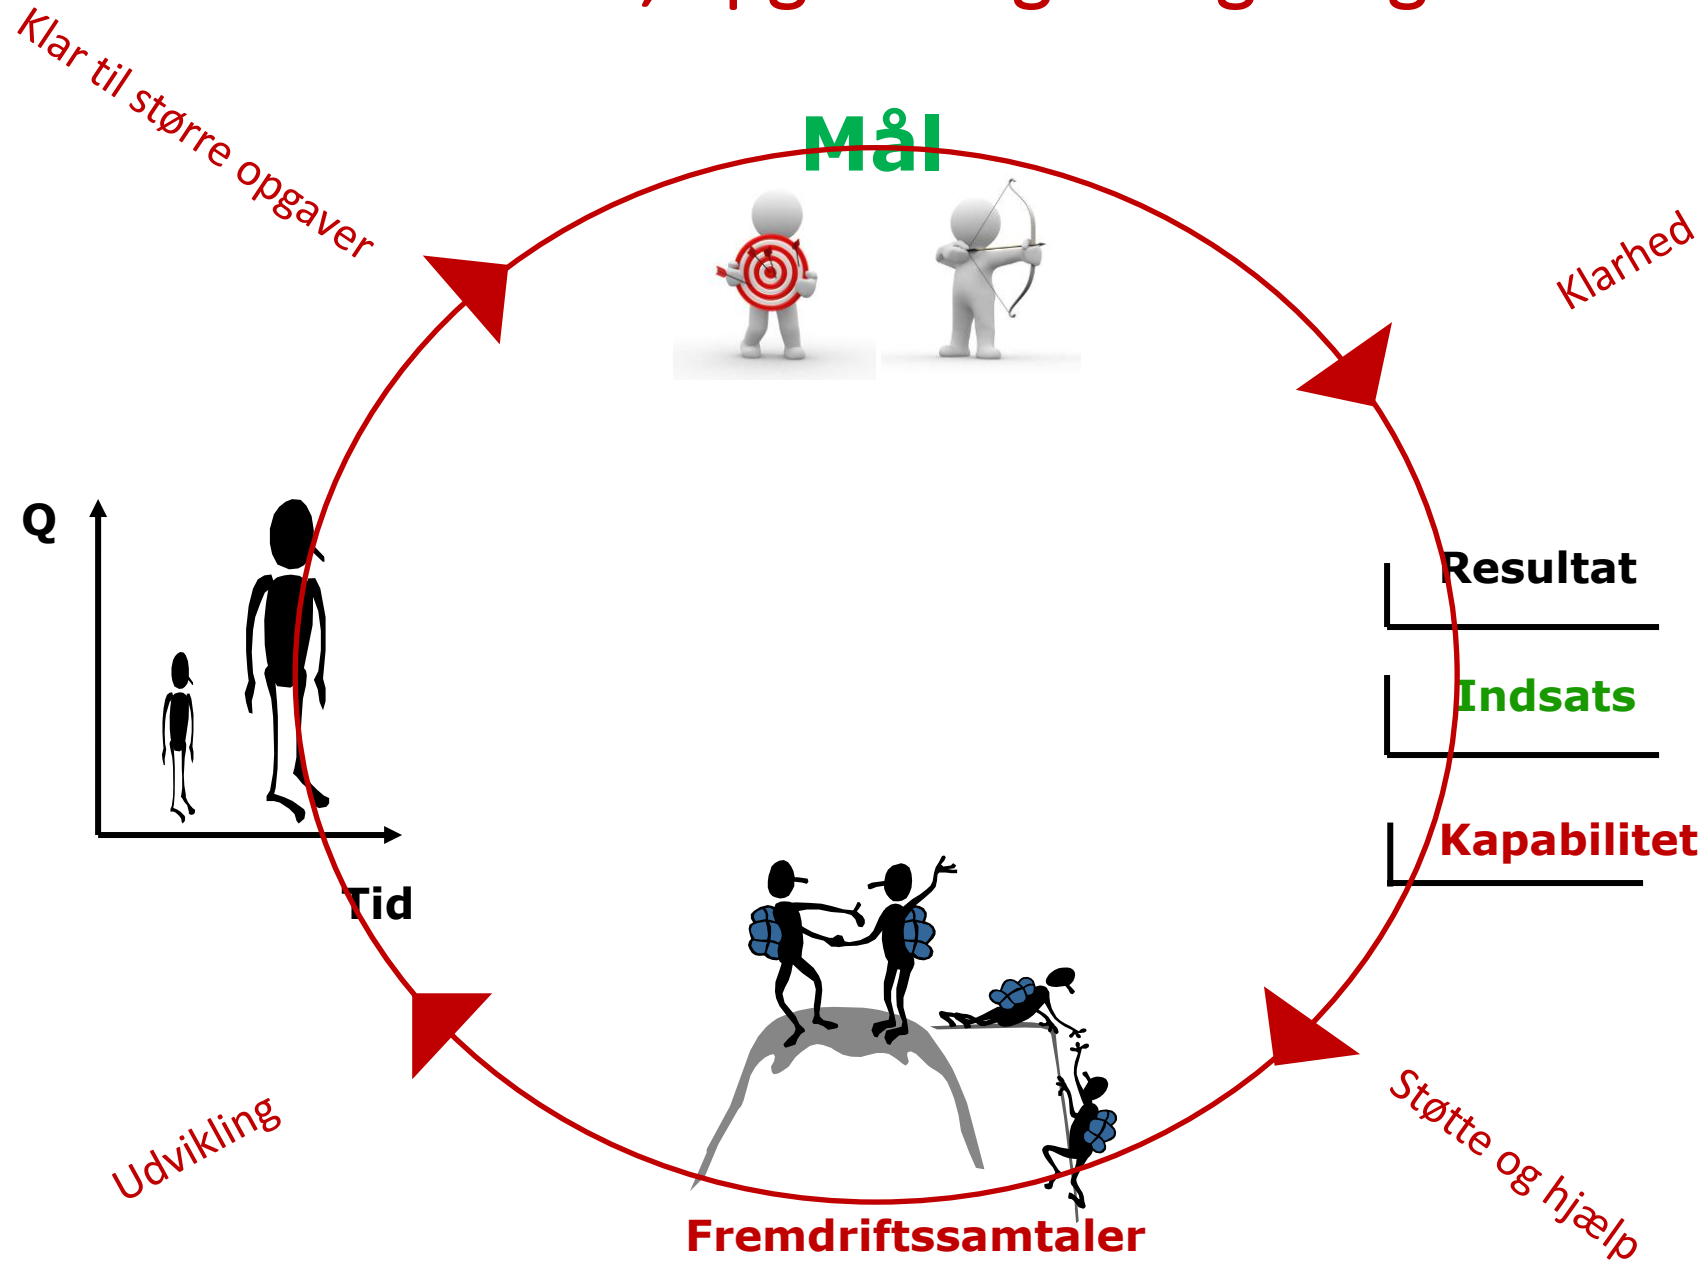 Klar til større opgaver
Mål
Klarhed
Q
Resultat
Indsats
Kapabilitet
Tid
Støtte og hjælp
Udvikling
Fremdriftssamtaler